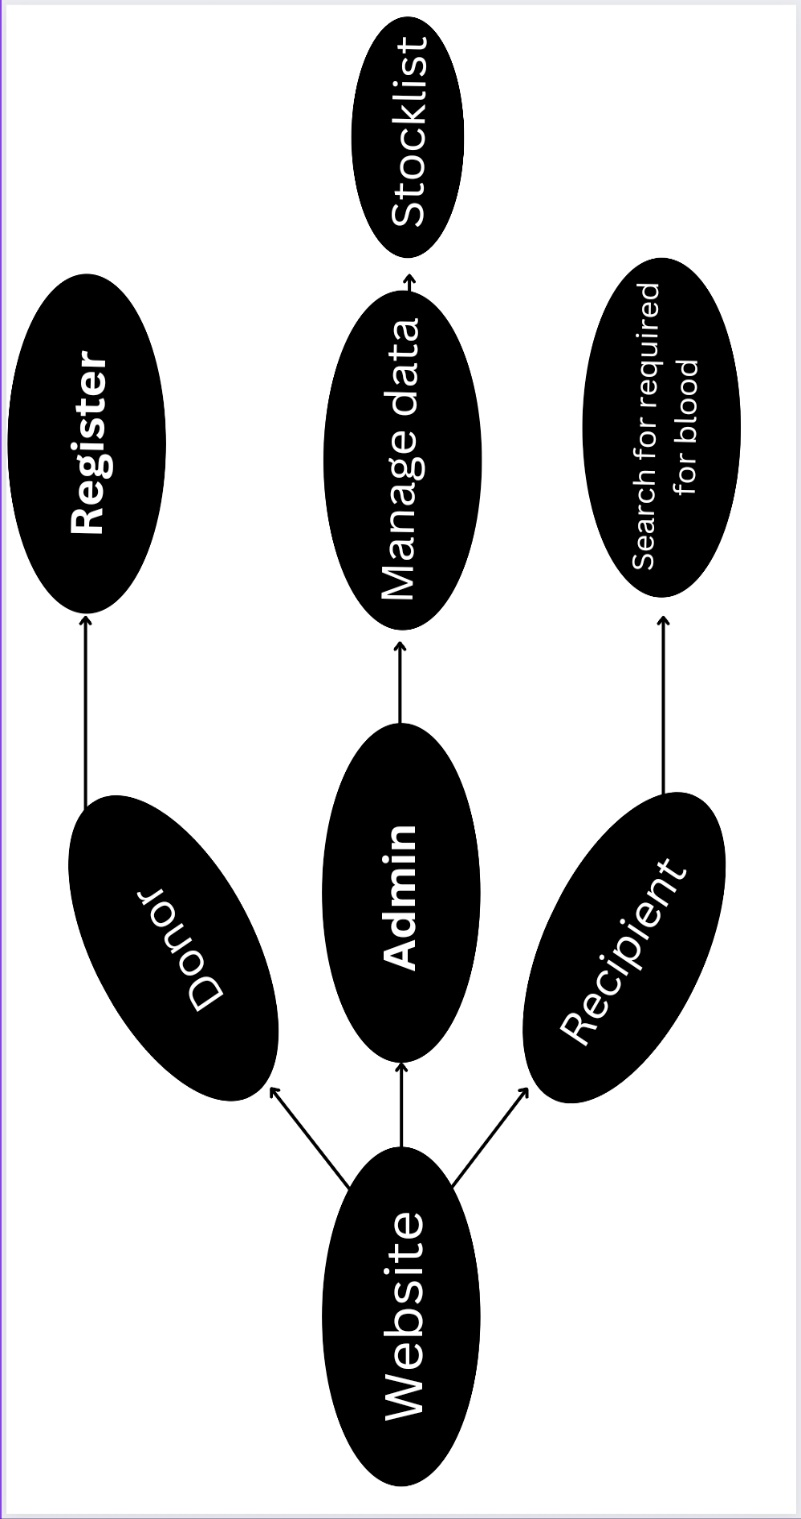 Website
Donor
Register
Admin
Manage data
Stocklist
Recipient
Search for required
for blood